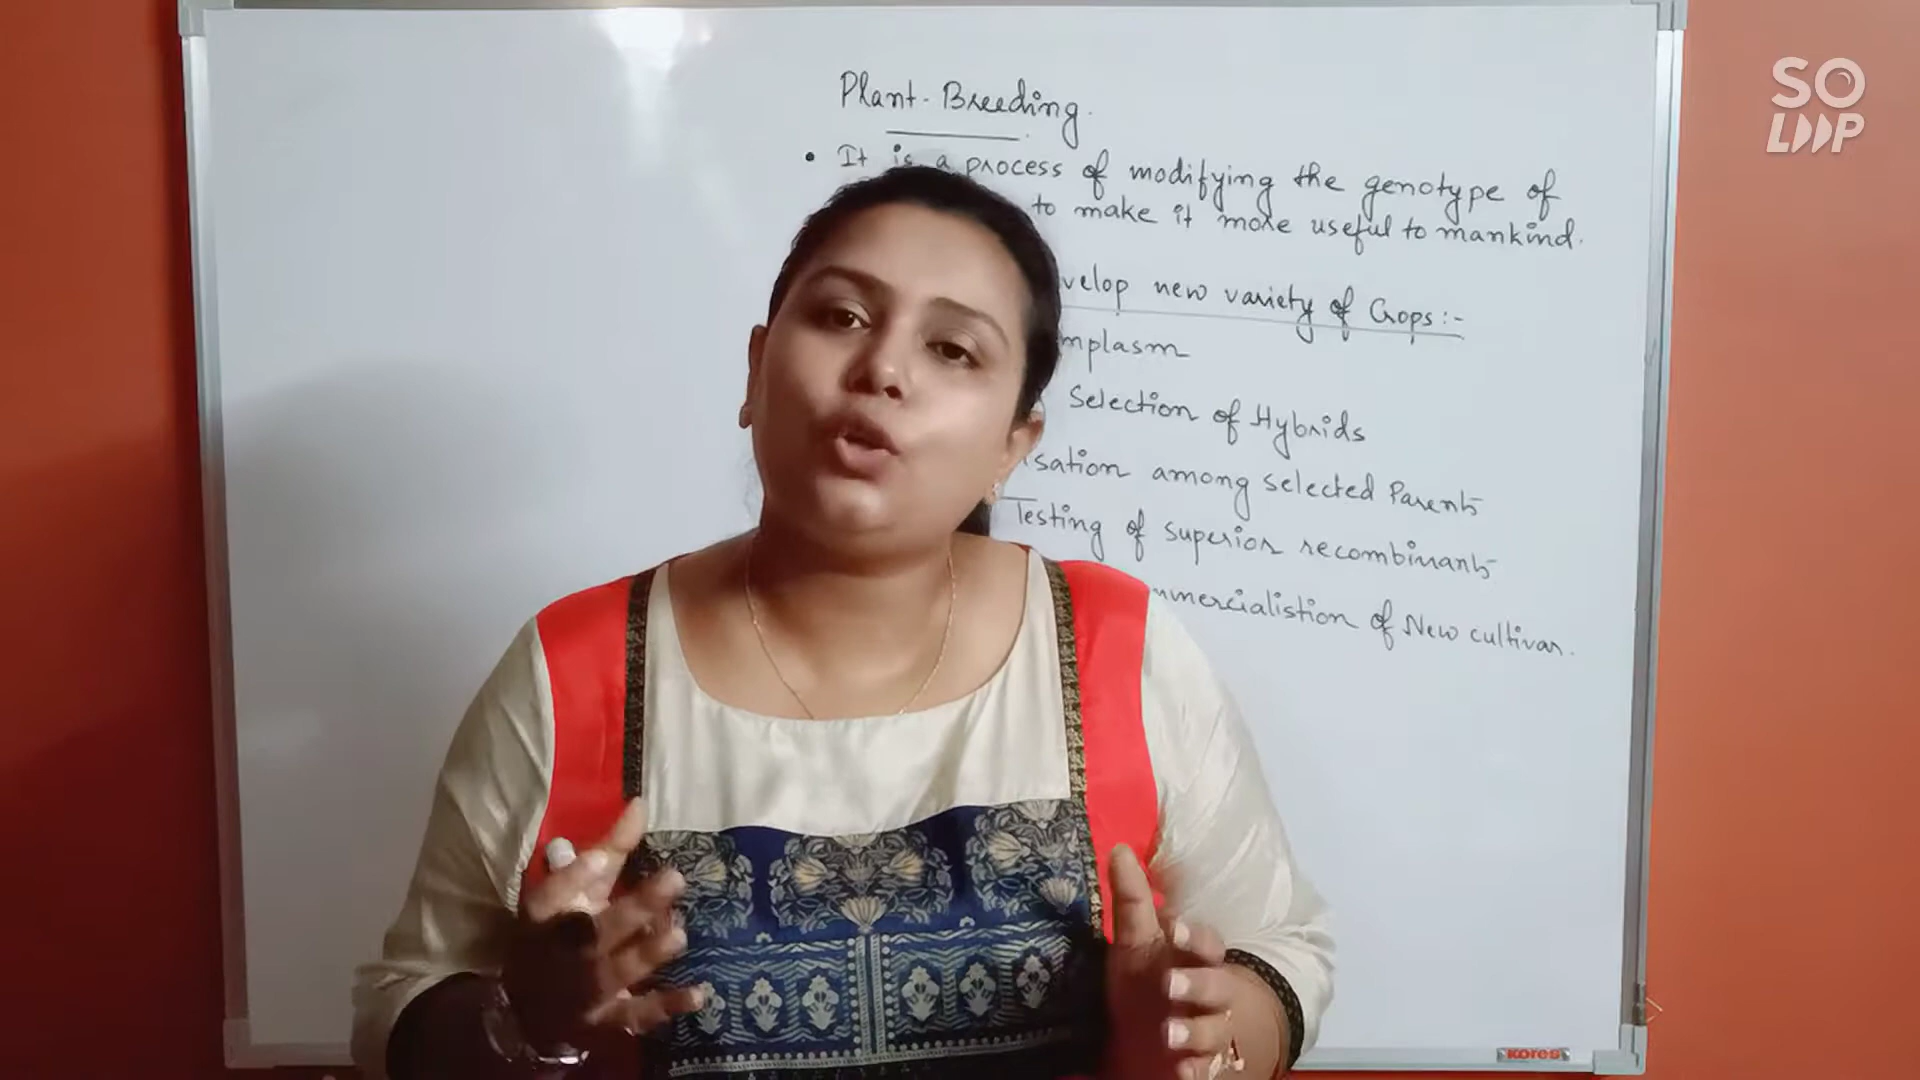 Plant-Breeding.
• It is a process of modifying the genotype of
to make it more useful to mankind.
velop new variety of Crops:-
mplasm
Selection of Hybrids
isation among selected Parents
Testing of superior recombinants
mmercialistion of New cultivar.
SO
LOOP
KORES